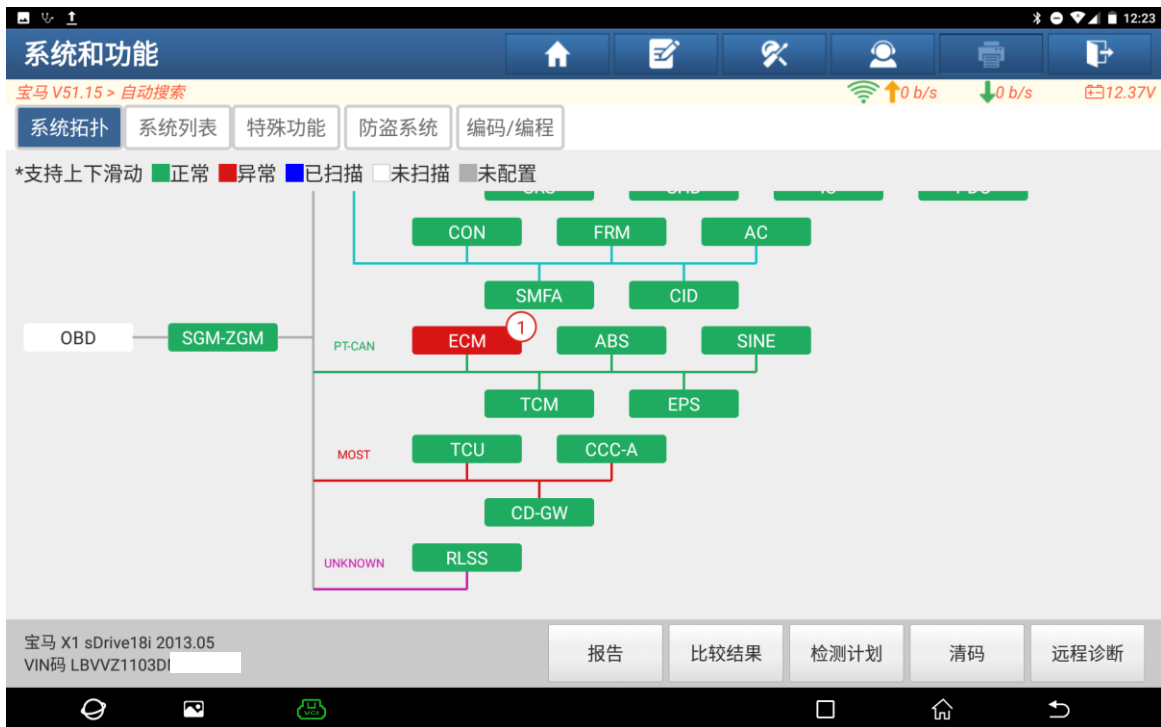 12:23
系统和功能
宝马 V51.15 > 自动搜索
0 b/s
0 b/s
12.37V
系统拓扑
系统列表
特殊功能
防盗系统
编码/编程
*支持上下滑动 正常 异常 已扫描 未扫描 未配置
CON
FRM
AC
SMFA
CID
OBD
SGM-ZGM
PT-CAN
ECM
1
ABS
SINE
TCM
EPS
MOST
TCU
CCC-A
CD-GW
UNKNOWN
RLSS
宝马 X1 sDrive18i 2013.05
VIN码 LBVVZ1103D
报告
比较结果
检测计划
清码
远程诊断
VCI